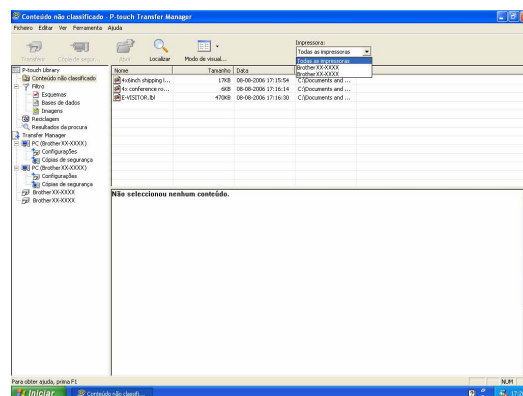 Conteúdo não classificado - P-touch Transfer Manager
Ficheiro Editar Ver Ferramenta Ajuda
Impressora:
Todas as impressoras
Transferir Cópia de segur... Abrir Localizar Modo de visual...
Todas as impressoras
Brother XX-XXXX
Brother XX-XXXX
P-touch Library
Conteúdo não classificado
Filtro
Esquemas
Bases de dados
Imagens
Reciclagem
Resultados da procura
Transfer Manager
PC (Brother XX-XXXX)
Configurações
Cópias de segurança
PC (Brother XX-XXXX)
Configurações
Cópias de segurança
Brother XX-XXXX
Brother XX-XXXX
Nome Tamanho Data
4x6inch shipping l... 17KB 08-08-2006 17:15:54 C:\Documents and ...
4x conference ro... 6KB 08-08-2006 17:16:14 C:\Documents and ...
E-VISITOR.lbl 470KB 08-08-2006 17:16:30 C:\Documents and ...
Não seleccionou nenhum conteúdo.
Para obter ajuda, prima F1 NUM
Iniciar Conteúdo não classifi...